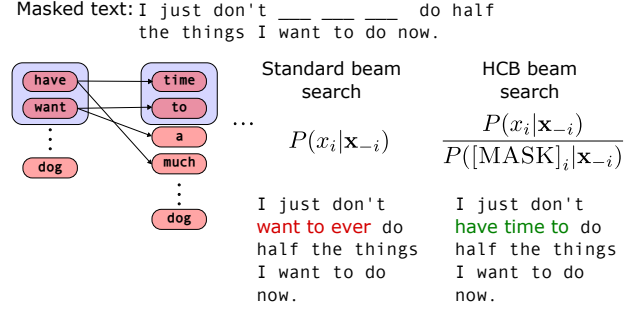 Masked text: I just don't ___ ___ ___ do half
the things I want to do now.
have
want
⋮
dog
time
to
a
much
⋮
dog
...
Standard beam
search
P(x_i|x_{-i})
I just don't
want to ever do
half the things
I want to do
now.
HCB beam
search
P(x_i|x_{-i})
P([MASK]_i|x_{-i})
I just don't
have time to do
half the things
I want to do
now.